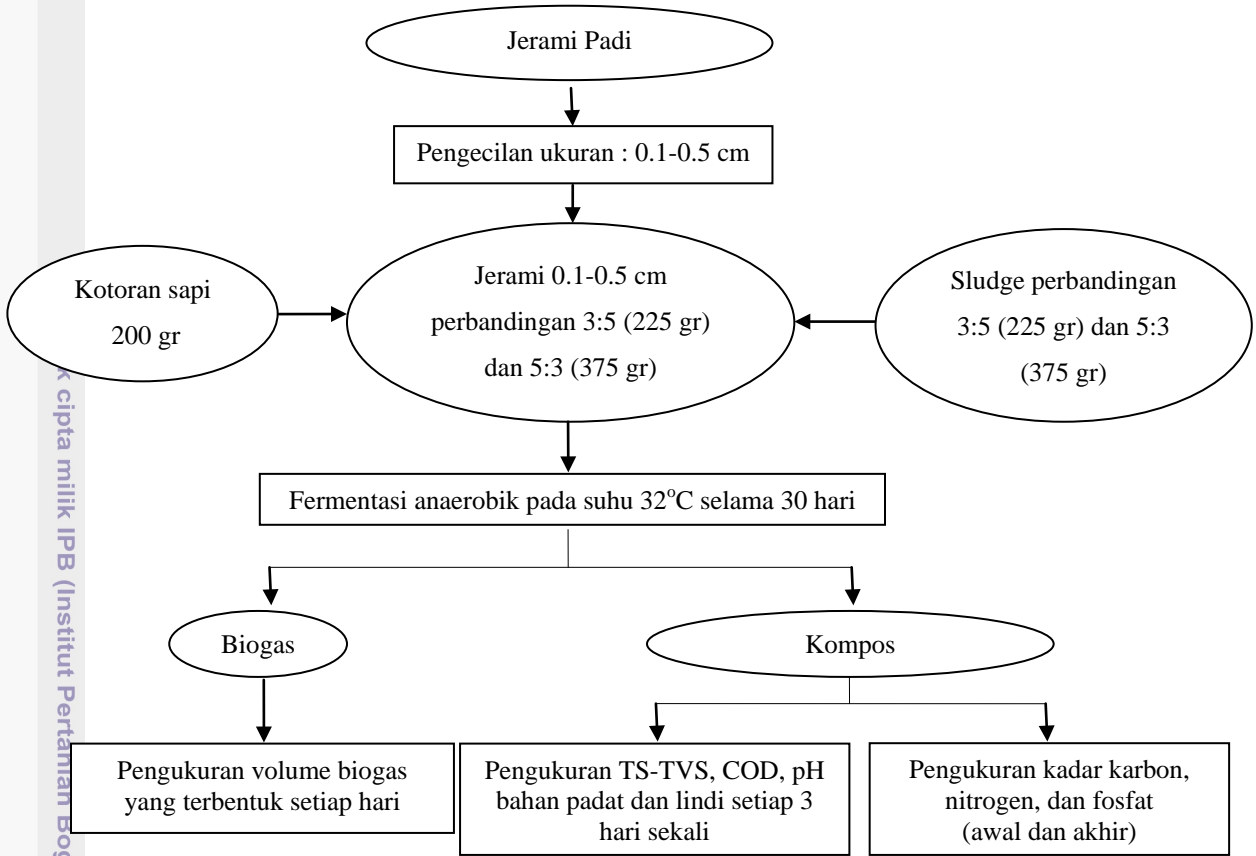 Jerami Padi
Pengecilan ukuran : 0.1-0.5 cm
Kotoran sapi
200 gr
Jerami 0.1-0.5 cm
perbandingan 3:5 (225 gr)
dan 5:3 (375 gr)
Sludge perbandingan
3:5 (225 gr) dan 5:3
(375 gr)
Fermentasi anaerobik pada suhu 32°C selama 30 hari
Biogas
Kompos
Pengukuran volume biogas
yang terbentuk setiap hari
Pengukuran TS-TVS, COD, pH
bahan padat dan lindi setiap 3
hari sekali
Pengukuran kadar karbon,
nitrogen, dan fosfat
(awal dan akhir)
cipta milik IPB (Institut Pertanian